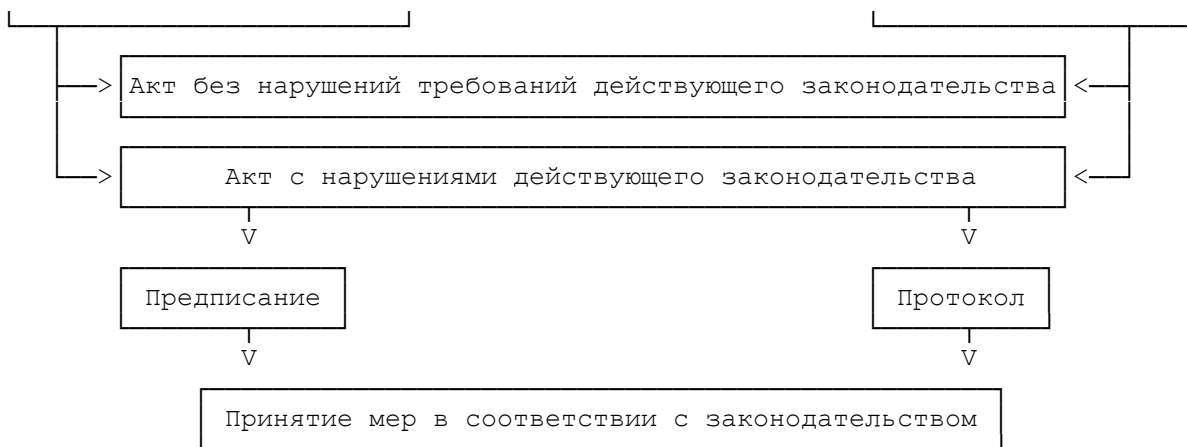 Акт без нарушений требований действующего законодательства
Акт с нарушениями действующего законодательства
Предписание
Протокол
Принятие мер в соответствии с законодательством